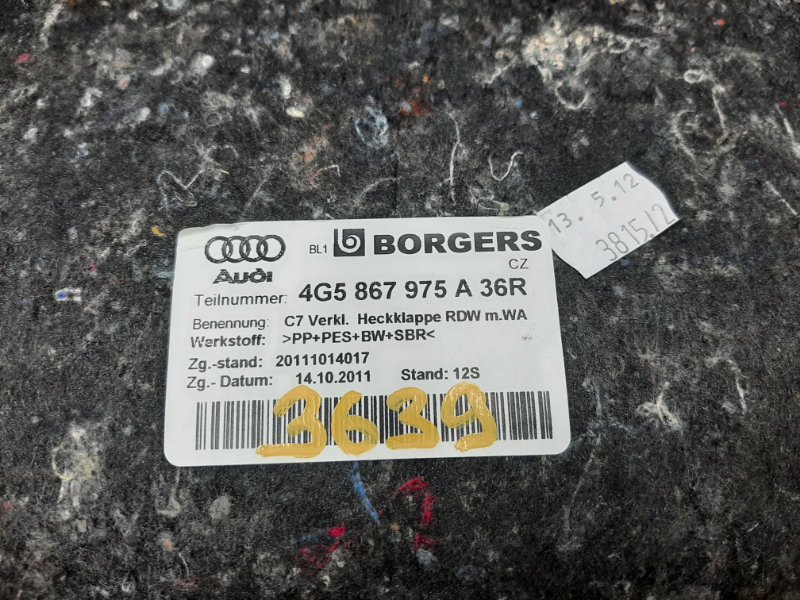 Audi
BL1 BORGERS
CZ
Teilnummer: 4G5 867 975 A 36R
Benennung: C7 Verkl. Heckklappe RDW m.WA
Werkstoff: >PP+PES+BW+SBR<
Zg.-stand: 20111014017
Zg.- Datum: 14.10.2011 Stand: 12S
3639
13. 5.12
3815/2